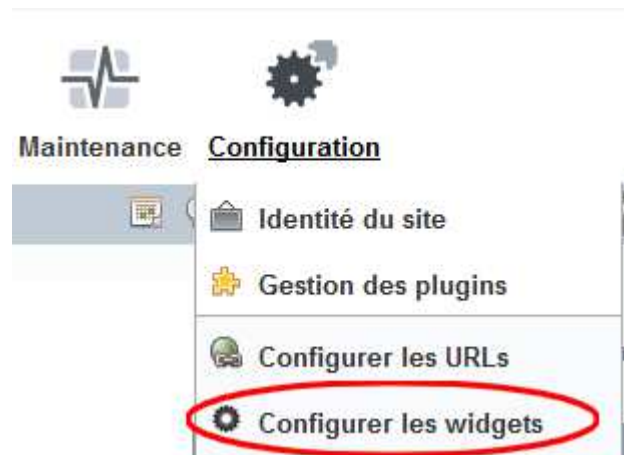 Maintenance Configuration
Identité du site
Gestion des plugins
Configurer les URLs
Configurer les widgets